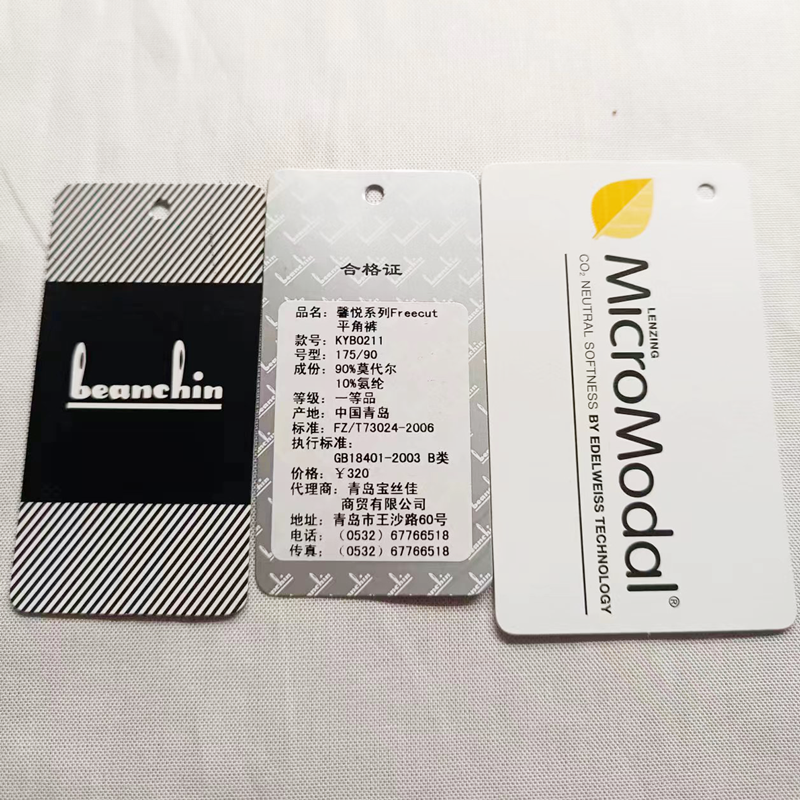 beanchin
合格证
品名：馨悦系列Freecut
平角裤
款号：KYB0211
号型：175/90
成份：90%莫代尔
10%氨纶
等级：一等品
产地：中国青岛
标准：FZ/T73024-2006
执行标准：
GB18401-2003 B类
价格：￥320
代理商：青岛宝丝佳
商贸有限公司
地址：青岛市王沙路60号
电话：（0532）67766518
传真：（0532）67766518
LENZING
MicroModal®
CO₂ NEUTRAL SOFTNESS BY EDELWEISS TECHNOLOGY